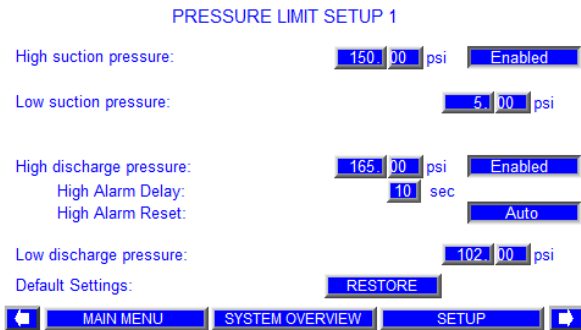 PRESSURE LIMIT SETUP 1
High suction pressure: 150. 00 psi Enabled
Low suction pressure: 5. 00 psi
High discharge pressure: 165. 00 psi Enabled
High Alarm Delay: 10 sec
High Alarm Reset: Auto
Low discharge pressure: 102. 00 psi
Default Settings: RESTORE
MAIN MENU SYSTEM OVERVIEW SETUP